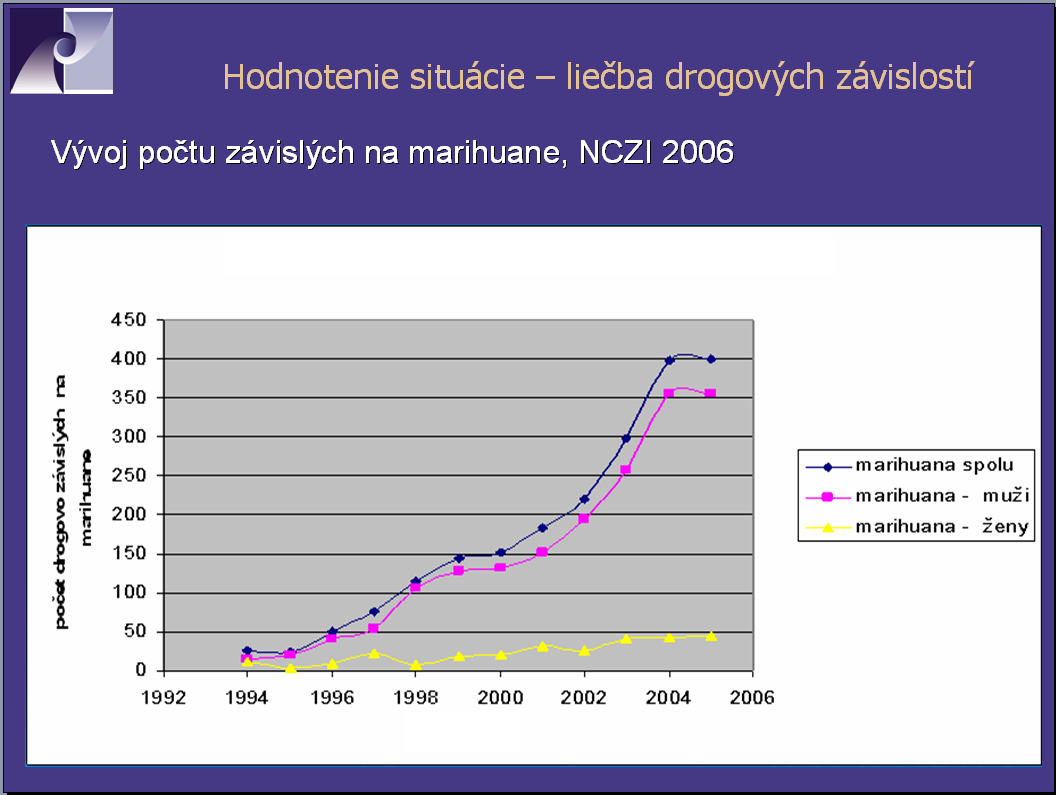 Hodnotenie situácie – liečba drogových závislostí
Vývoj počtu závislých na marihuane, NCZI 2006
počet drogovo závislých na
marihuane
450
400
350
300
250
200
150
100
50
0
1992 1994 1996 1998 2000 2002 2004 2006
marihuana spolu
marihuana - muži
marihuana - ženy